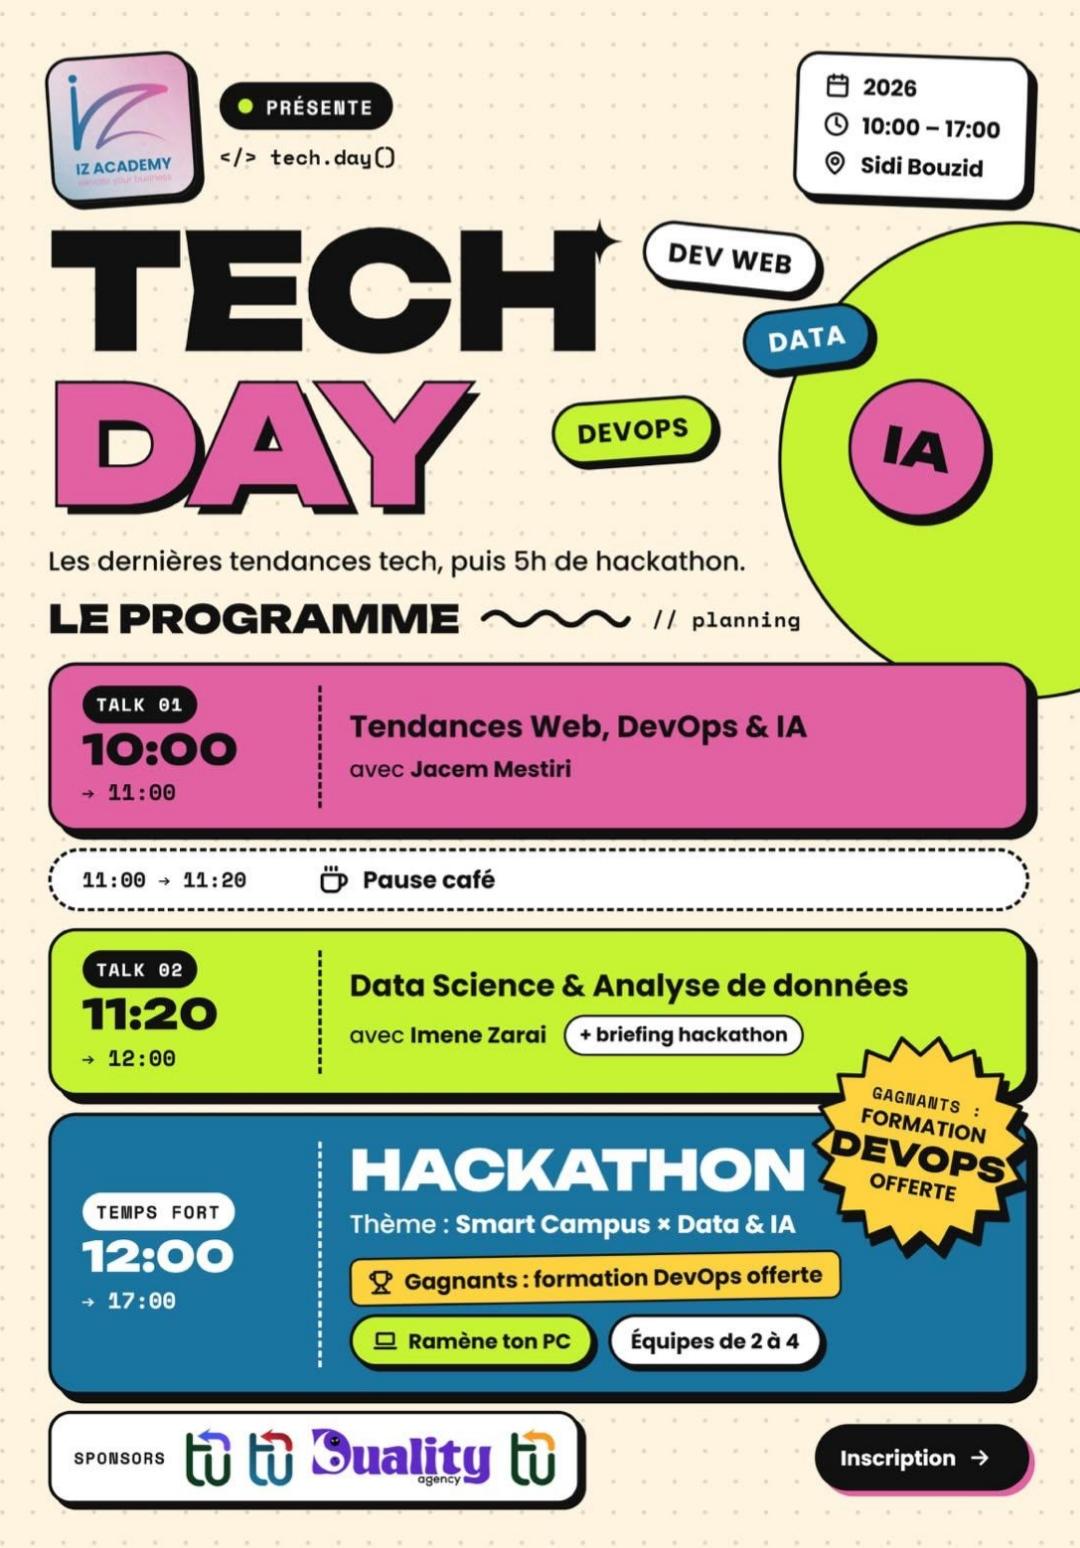 IZ ACADEMY
elevate your business
PRÉSENTE
</> tech.day()
2026
10:00 – 17:00
Sidi Bouzid
TECH
DAY
DEV WEB
DATA
DEVOPS
IA
Les dernières tendances tech, puis 5h de hackathon.
LE PROGRAMME // planning
TALK 01
10:00
→ 11:00
Tendances Web, DevOps & IA
avec Jacem Mestiri
11:00 → 11:20 Pause café
TALK 02
11:20
→ 12:00
Data Science & Analyse de données
avec Imene Zarai + briefing hackathon
GAGNANTS :
FORMATION
DEVOPS
OFFERTE
TEMPS FORT
12:00
→ 17:00
HACKATHON
Thème : Smart Campus × Data & IA
Gagnants : formation DevOps offerte
Ramène ton PC
Équipes de 2 à 4
SPONSORS
Duality
agency
Inscription →